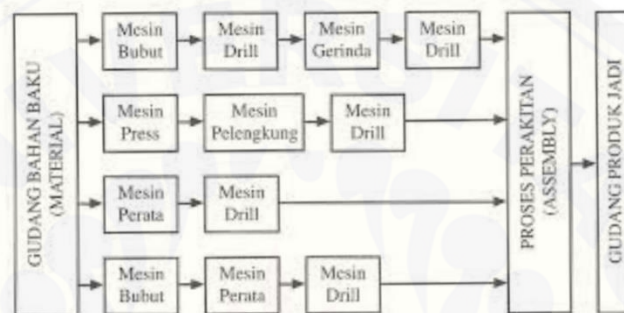 GUDANG BAHAN BAKU
(MATERIAL)
Mesin
Bubut
Mesin
Drill
Mesin
Gerinda
Mesin
Drill
Mesin
Press
Mesin
Pelengkung
Mesin
Drill
Mesin
Perata
Mesin
Drill
Mesin
Bubut
Mesin
Perata
Mesin
Drill
PROSES PERAKITAN
(ASSEMBLY)
GUDANG PRODUK JADI